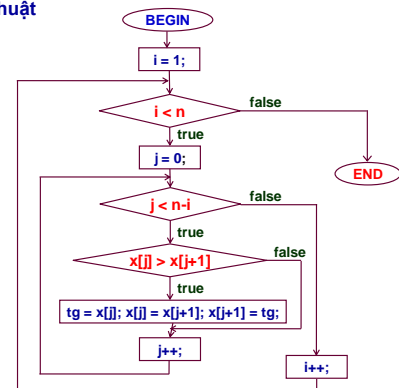 huật
BEGIN
i = 1;
i < n
false
true
j = 0;
END
j < n-i
false
true
x[j] > x[j+1]
false
true
tg = x[j]; x[j] = x[j+1]; x[j+1] = tg;
j++;
i++;